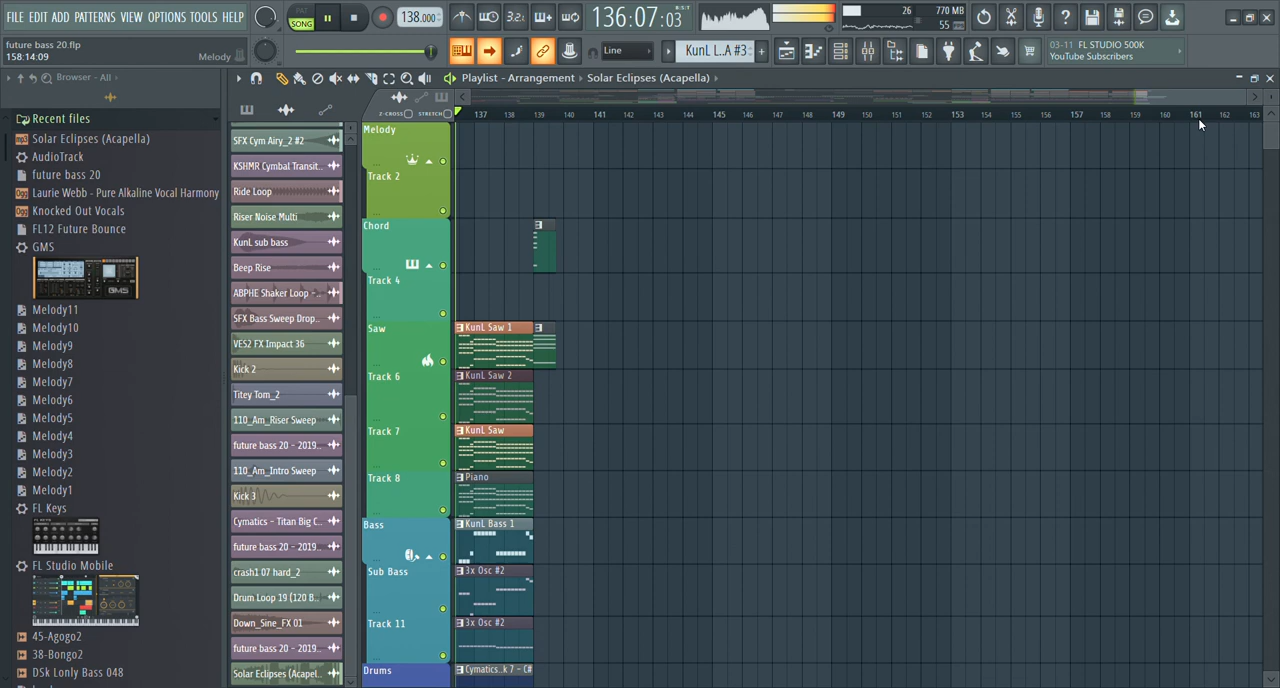 FILE EDIT ADD PATTERNS VIEW OPTIONS TOOLS HELP
PAT
SONG
138.000
3.2.
136:07:03
26
770 MB
55
future bass 20.flp
158:14:09
Melody
Line
KunL L.A #3
03-11 FL STUDIO 500K
YouTube Subscribers
Browser - All
Playlist - Arrangement
Solar Eclipses (Acapella)
Z-CROSS
STRETCH
137 138 139 140 141 142 143 144 145 146 147 148 149 150 151 152 153 154 155 156 157 158 159 160 161 162 163
Recent files
Solar Eclipses (Acapella)
AudioTrack
future bass 20
Laurie Webb - Pure Alkaline Vocal Harmony
Knocked Out Vocals
FL12 Future Bounce
GMS
Melody11
Melody10
Melody9
Melody8
Melody7
Melody6
Melody5
Melody4
Melody3
Melody2
Melody1
FL Keys
FL Studio Mobile
45-Agogo2
38-Bongo2
D5k Lonly Bass 048
SFX Cym Airy_2 #2
KSHMR Cymbal Transit..
Ride Loop
Riser Noise Multi
KunL sub bass
Beep Rise
ABPHE Shaker Loop -..
SFX Bass Sweep Drop..
VES2 FX Impact 36
Kick 2
Titey Tom_2
110_Am_Riser Sweep
future bass 20 - 2019..
110_Am_Intro Sweep
Kick 3
Cymatics - Titan Big C..
future bass 20 - 2019..
crash1 07 hard_2
Drum Loop 19 (120 B..
Down_Sine_FX 01
future bass 20 - 2019..
Solar Eclipses (Acapel..
Melody
Track 2
Chord
Track 4
Saw
KunL Saw 1
Track 6
KunL Saw 2
Track 7
KunL Saw
Track 8
Piano
Bass
KunL Bass 1
Sub Bass
3x Osc #2
Track 11
3x Osc #2
Drums
Cymatics..k 7 - C#